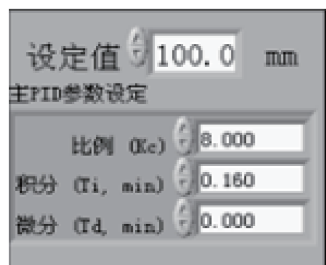 设定值 100.0 mm
主PID参数设定
比例 (Kc) 8.000
积分 (Ti, min) 0.160
微分 (Td, min) 0.000